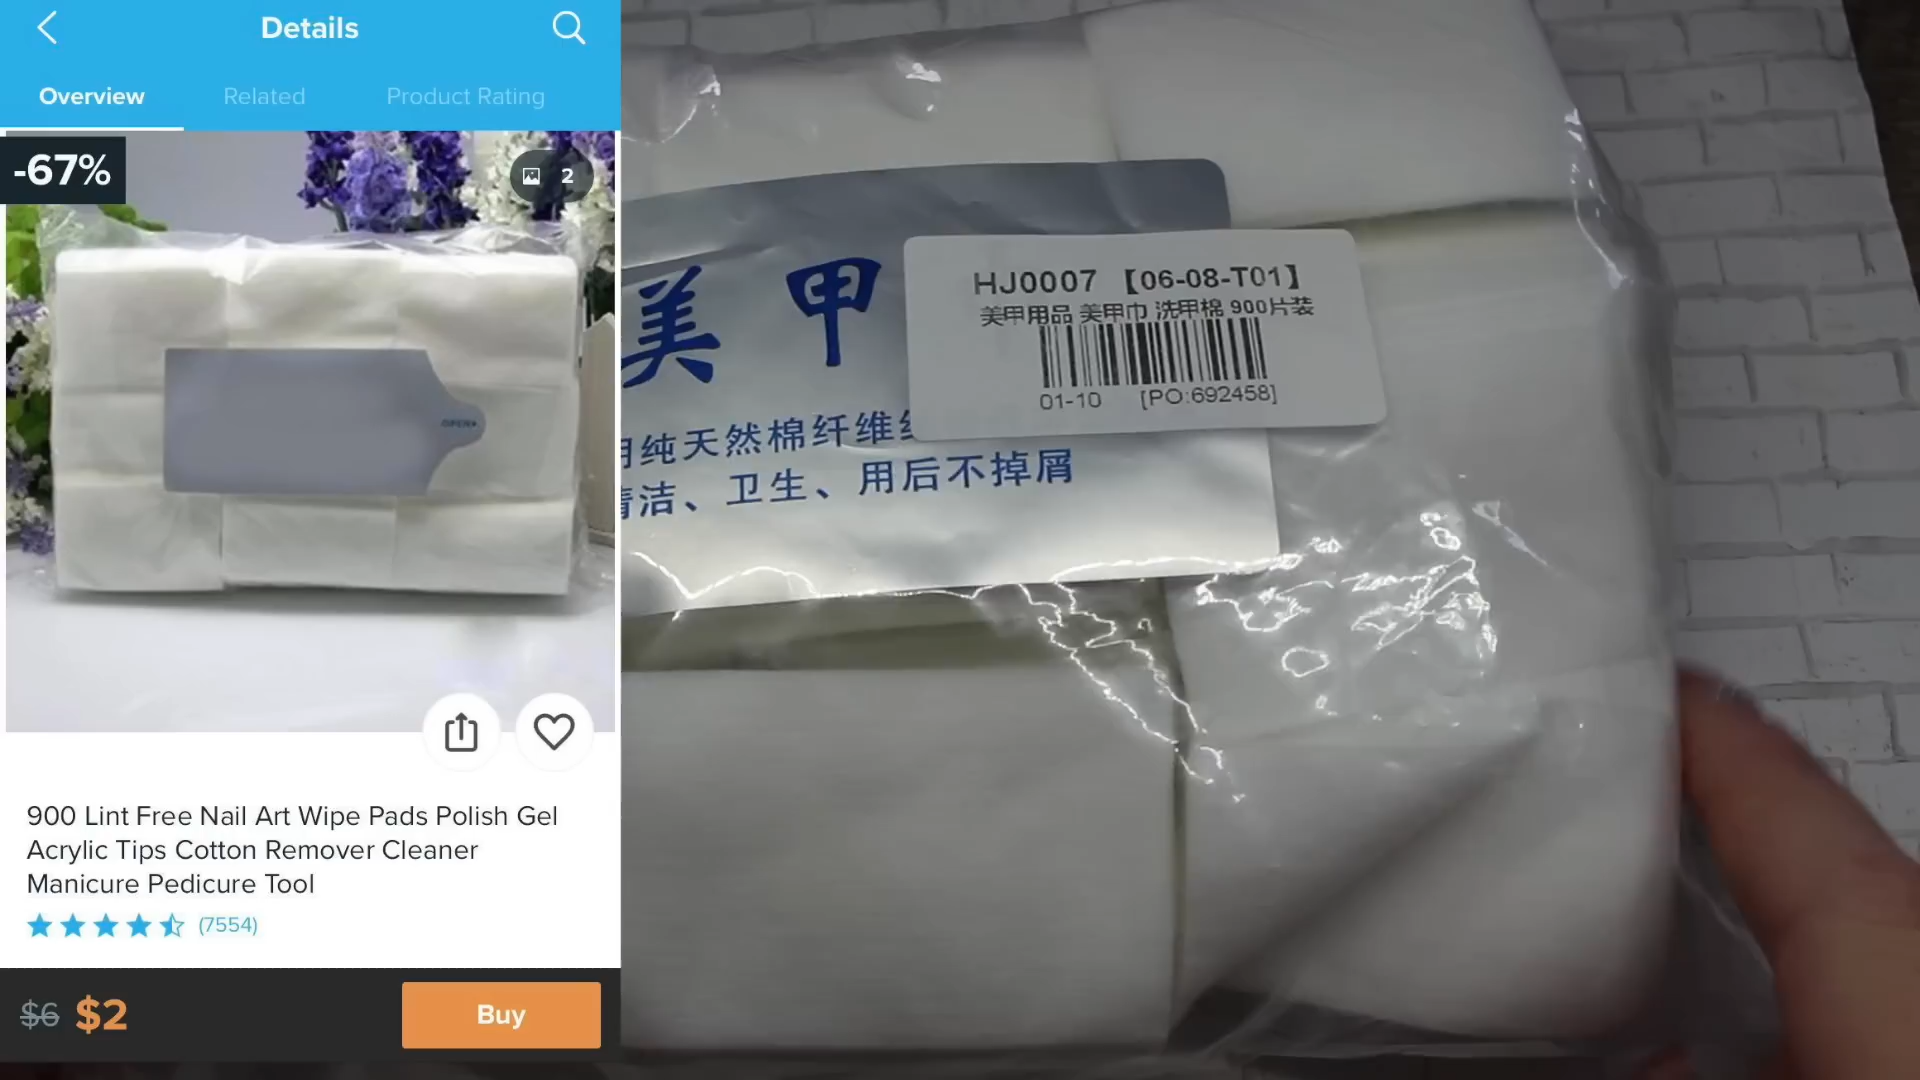 Details
Overview Related Product Rating
-67%
2
OPEN
900 Lint Free Nail Art Wipe Pads Polish Gel
Acrylic Tips Cotton Remover Cleaner
Manicure Pedicure Tool
(7554)
$6 $2
Buy
美甲
HJ0007 【06-08-T01】
美甲用品 美甲巾 洗甲棉 900片装
01-10 [PO:692458]
用纯天然棉纤维
清洁、卫生、用后不掉屑